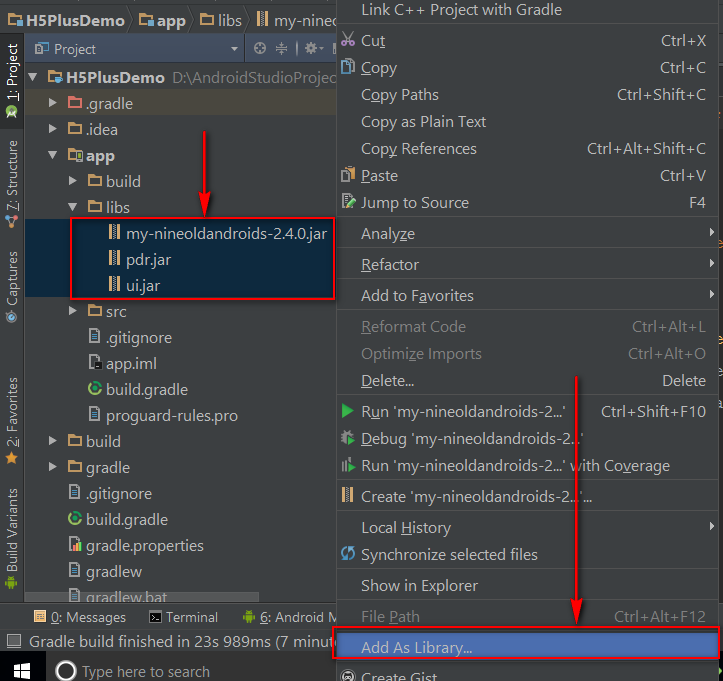 H5PlusDemo app libs my-nineo
Project
1: Project
Z: Structure
Captures
2: Favorites
Build Variants
H5PlusDemo D:\AndroidStudioProjec
.gradle
.idea
app
build
libs
my-nineoldandroids-2.4.0.jar
pdr.jar
ui.jar
src
.gitignore
app.iml
build.gradle
proguard-rules.pro
build
gradle
.gitignore
build.gradle
gradle.properties
gradlew
gradlew.bat
Link C++ Project with Gradle
Cut Ctrl+X
Copy Ctrl+C
Copy Paths Ctrl+Shift+C
Copy as Plain Text
Copy References Ctrl+Alt+Shift+C
Paste Ctrl+V
Jump to Source F4
Analyze
Refactor
Add to Favorites
Reformat Code Ctrl+Alt+L
Optimize Imports Ctrl+Alt+O
Delete... Delete
Run 'my-nineoldandroids-2...' Ctrl+Shift+F10
Debug 'my-nineoldandroids-2...'
Run 'my-nineoldandroids-2...' with Coverage
Create 'my-nineoldandroids-2...'...
Local History
Synchronize selected files
Show in Explorer
File Path Ctrl+Alt+F12
Add As Library...
Create Gist...
0: Messages Terminal 6: Android M
Gradle build finished in 23s 989ms (7 minut
Type here to search